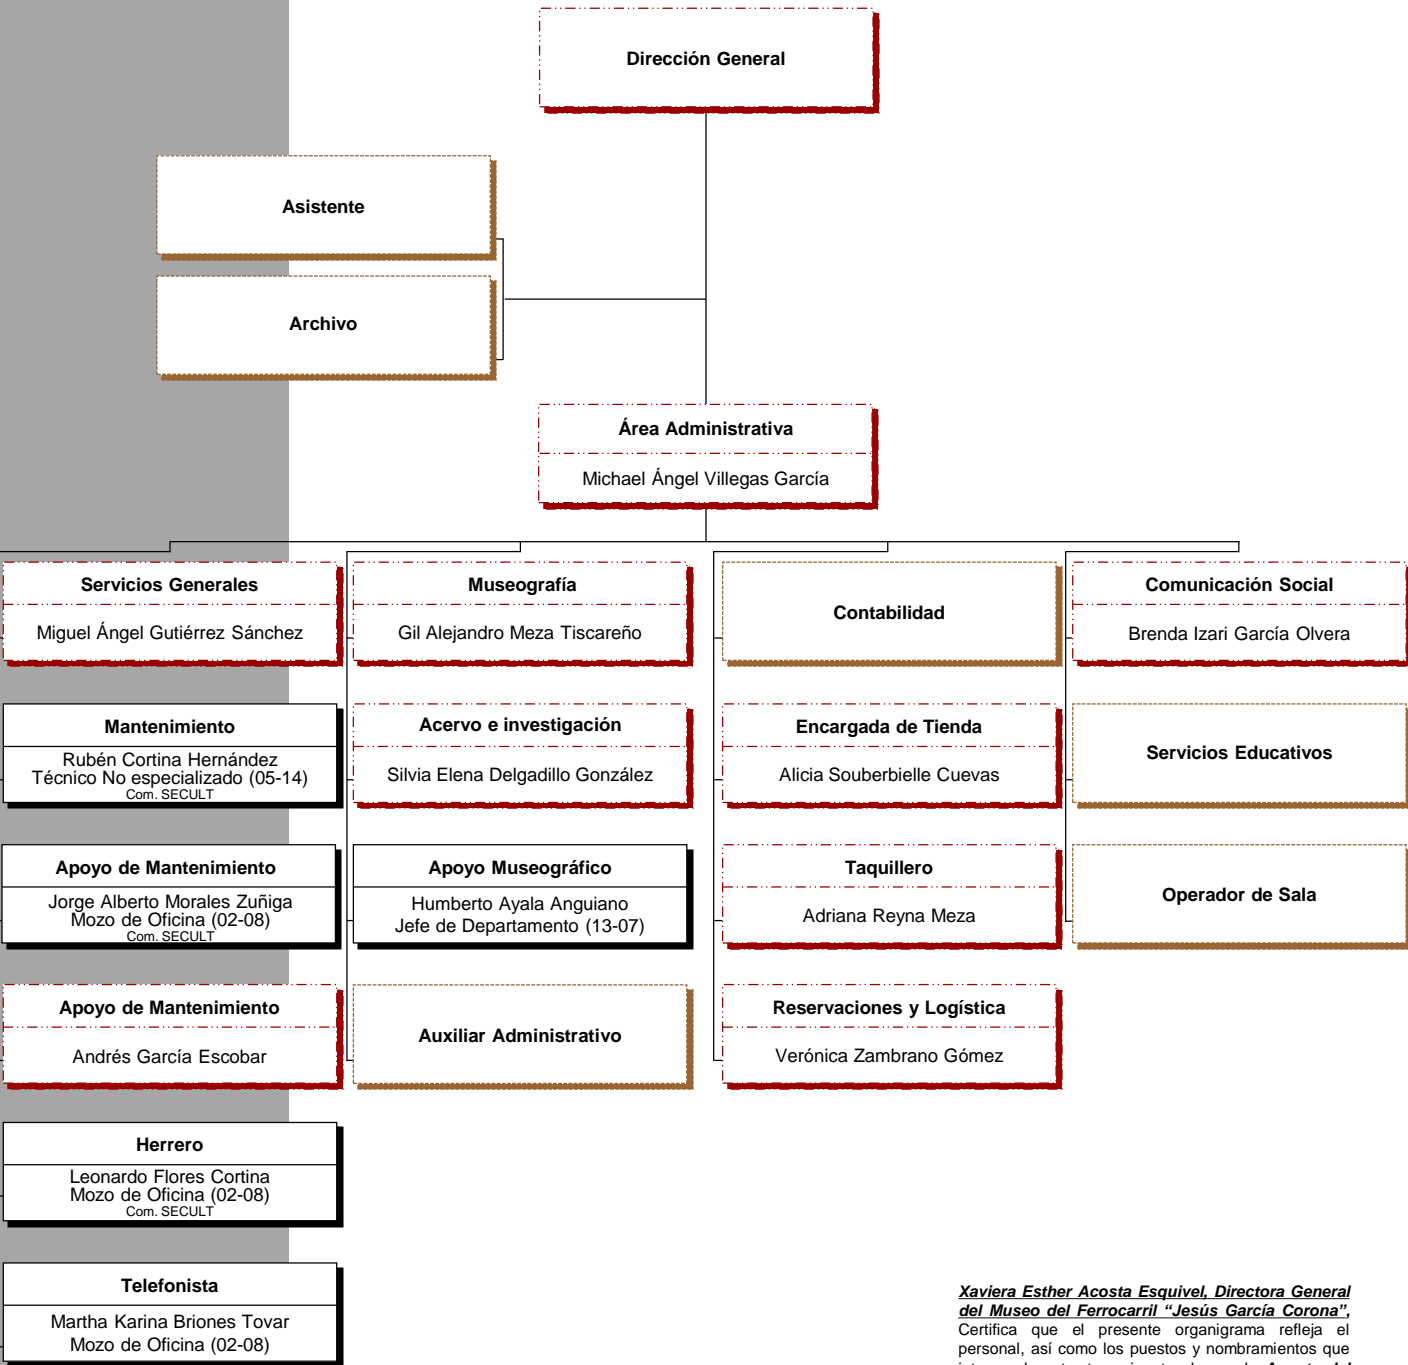 Dirección General
Asistente
Archivo
Área Administrativa
Michael Ángel Villegas García
Servicios Generales
Miguel Ángel Gutiérrez Sánchez
Mantenimiento
Rubén Cortina Hernández
Técnico No especializado (05-14)
Com. SECULT
Apoyo de Mantenimiento
Jorge Alberto Morales Zuñiga
Mozo de Oficina (02-08)
Com. SECULT
Apoyo de Mantenimiento
Andrés García Escobar
Herrero
Leonardo Flores Cortina
Mozo de Oficina (02-08)
Com. SECULT
Telefonista
Martha Karina Briones Tovar
Mozo de Oficina (02-08)
Museografía
Gil Alejandro Meza Tiscareño
Acervo e investigación
Silvia Elena Delgadillo González
Apoyo Museográfico
Humberto Ayala Anguiano
Jefe de Departamento (13-07)
Auxiliar Administrativo
Contabilidad
Encargada de Tienda
Alicia Souberbielle Cuevas
Taquillero
Adriana Reyna Meza
Reservaciones y Logística
Verónica Zambrano Gómez
Comunicación Social
Brenda Izari García Olvera
Servicios Educativos
Operador de Sala
Xaviera Esther Acosta Esquivel, Directora General
del Museo del Ferrocarril “Jesús García Corona”,
Certifica que el presente organigrama refleja el
personal, así como los puestos y nombramientos que